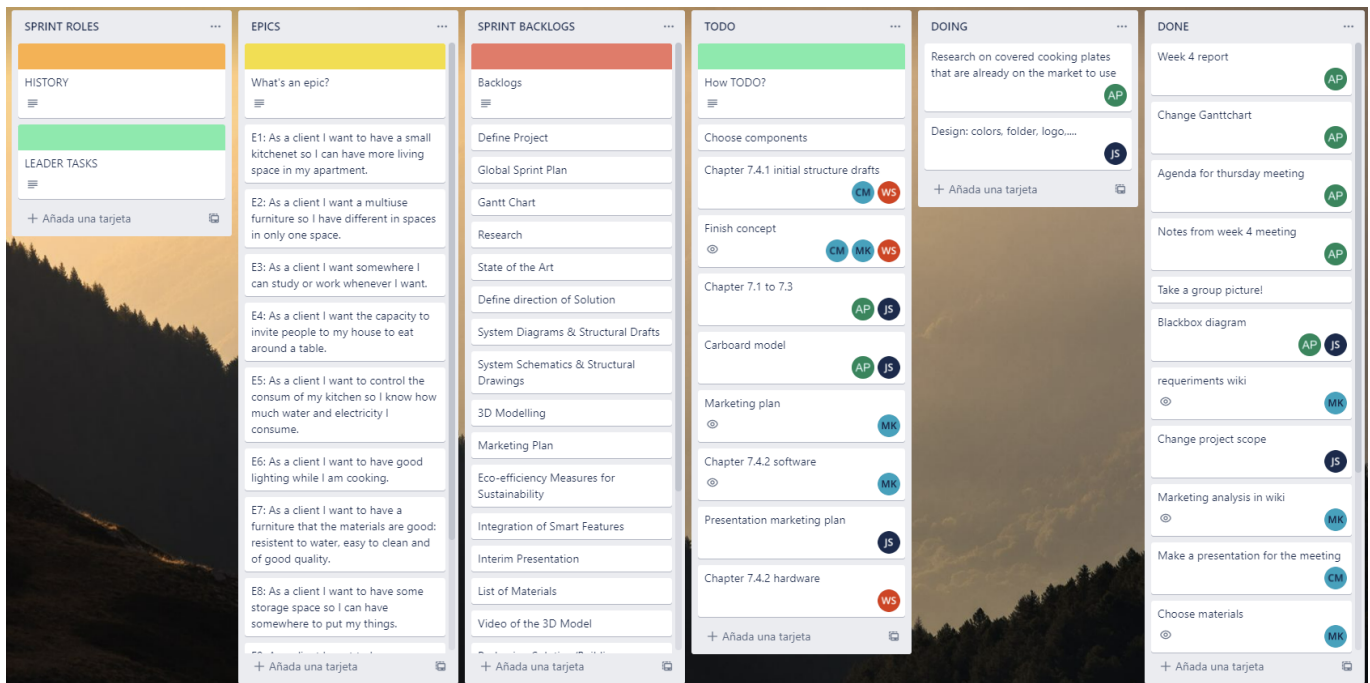 SPRINT ROLES
HISTORY
LEADER TASKS
+ Añada una tarjeta
EPICS
What's an epic?
E1: As a client I want to have a small
kitchenet so I can have more living
space in my apartment.
E2: As a client I want a multiuse
furniture so I have different in spaces
in only one space.
E3: As a client I want somewhere I
can study or work whenever I want.
E4: As a client I want the capacity to
invite people to my house to eat
around a table.
E5: As a client I want to control the
consum of my kitchen so I know how
much water and electricity I
consume.
E6: As a client I want to have good
lighting while I am cooking.
E7: As a client I want to have a
furniture that the materials are good:
resistent to water, easy to clean and
of good quality.
E8: As a client I want to have some
storage space so I can have
somewhere to put my things.
+ Añada una tarjeta
SPRINT BACKLOGS
Backlogs
Define Project
Global Sprint Plan
Gantt Chart
Research
State of the Art
Define direction of Solution
System Diagrams & Structural Drafts
System Schematics & Structural
Drawings
3D Modelling
Marketing Plan
Eco-efficiency Measures for
Sustainability
Integration of Smart Features
Interim Presentation
List of Materials
Video of the 3D Model
+ Añada una tarjeta
TODO
How TODO?
Choose components
Chapter 7.4.1 initial structure drafts
CM WS
Finish concept
CM MK WS
Chapter 7.1 to 7.3
AP JS
Carboard model
AP JS
Marketing plan
MK
Chapter 7.4.2 software
MK
Presentation marketing plan
JS
Chapter 7.4.2 hardware
WS
+ Añada una tarjeta
DOING
Research on covered cooking plates
that are already on the market to use
AP
Design: colors, folder, logo,....
JS
+ Añada una tarjeta
DONE
Week 4 report
AP
Change Ganttchart
AP
Agenda for thursday meeting
AP
Notes from week 4 meeting
AP
Take a group picture!
Blackbox diagram
AP JS
requeriments wiki
MK
Change project scope
JS
Marketing analysis in wiki
MK
Make a presentation for the meeting
CM
Choose materials
MK
+ Añada una tarjeta